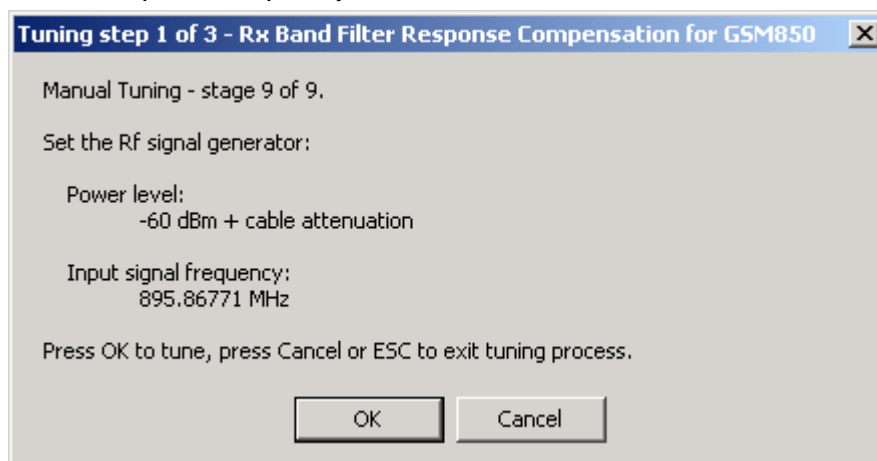 Tuning step 1 of 3 - Rx Band Filter Response Compensation for GSM850
Manual Tuning - stage 9 of 9.
Set the Rf signal generator:
Power level:
-60 dBm + cable attenuation
Input signal frequency:
895.86771 MHz
Press OK to tune, press Cancel or ESC to exit tuning process.
OK Cancel